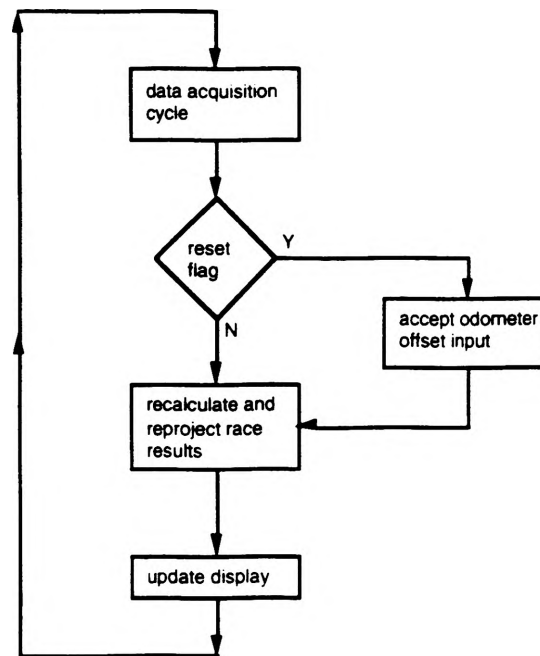 data acquisition
cycle
reset
flag
Y
N
accept odometer
offset input
recalculate and
reproject race
results
update display